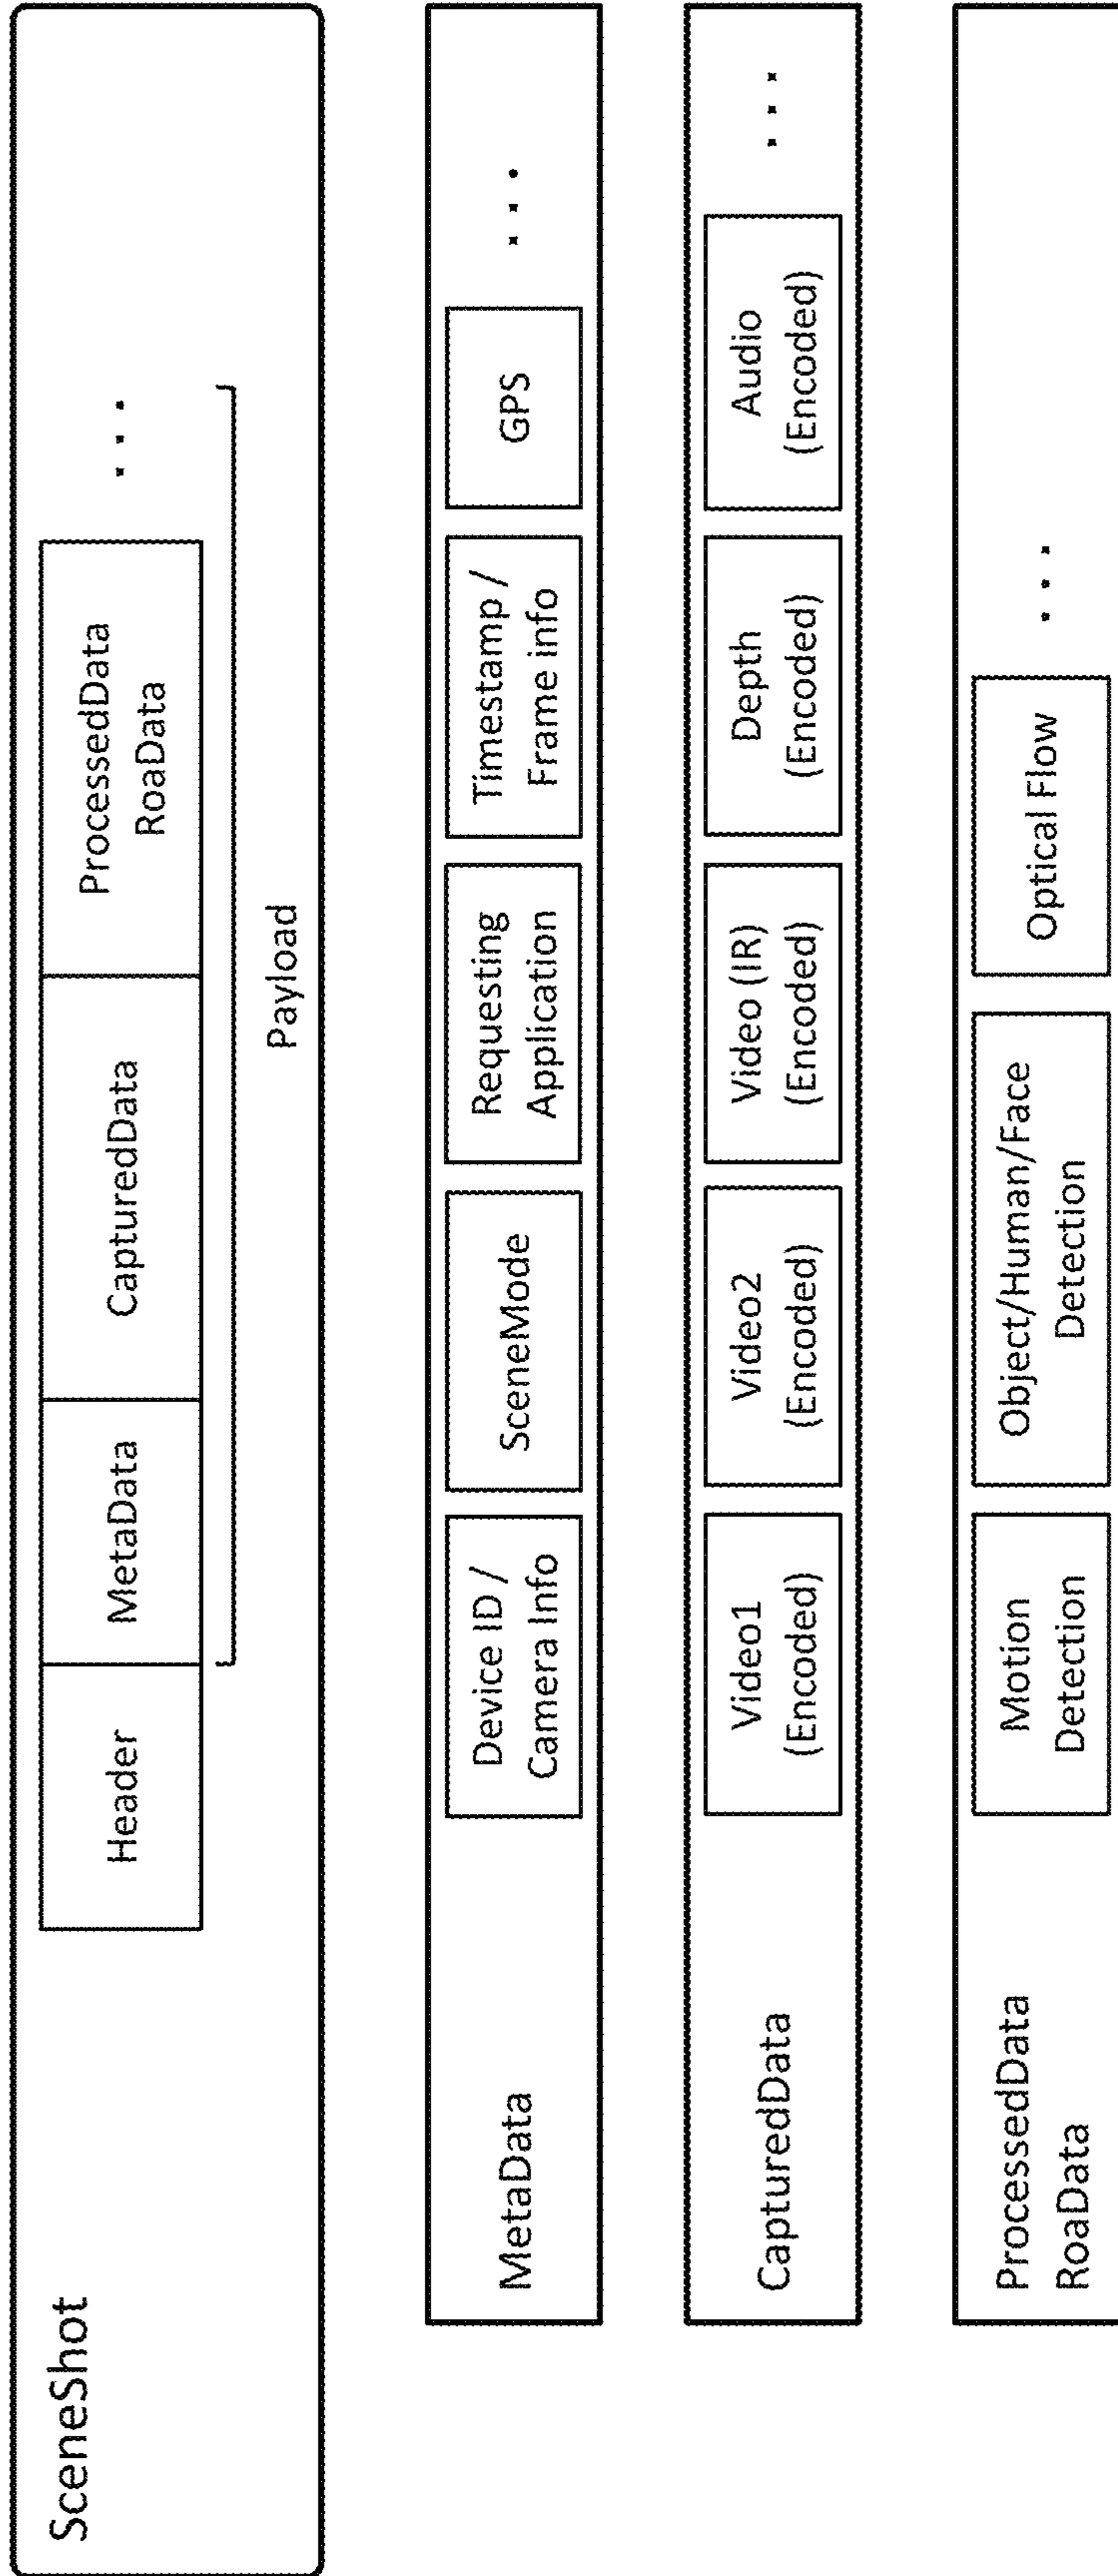 SceneShot
Header
MetaData
CapturedData
ProcessedData
RoaData
...
Payload
MetaData
Device ID /
Camera Info
SceneMode
Requesting
Application
Timestamp /
Frame info
GPS
...
CapturedData
Video1
(Encoded)
Video2
(Encoded)
Video (IR)
(Encoded)
Depth
(Encoded)
Audio
(Encoded)
...
ProcessedData
RoaData
Motion
Detection
Object/Human/Face
Detection
Optical Flow
...